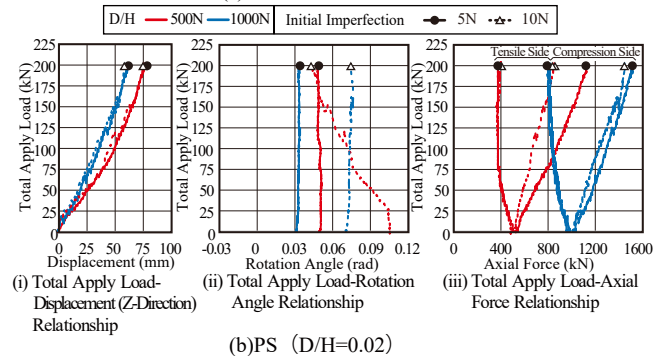 D/H 500N 1000N Initial Imperfection 5N 10N
Total Apply Load (kN)
225
200
175
150
125
100
75
50
25
0
0 20 40 60 80 100
Displacement (mm)
(i) Total Apply Load-
Displacement (Z-Direction)
Relationship
Total Apply Load (kN)
225
200
175
150
125
100
75
50
25
0
-0.03 0 0.03 0.06 0.09 0.12
Rotation Angle (rad)
(ii) Total Apply Load-Rotation
Angle Relationship
Total Apply Load (kN)
225
200
175
150
125
100
75
50
25
0
Tensile Side Compression Side
0 400 800 1200 1600
Axial Force (kN)
(iii) Total Apply Load-Axial
Force Relationship
(b)PS（D/H=0.02）